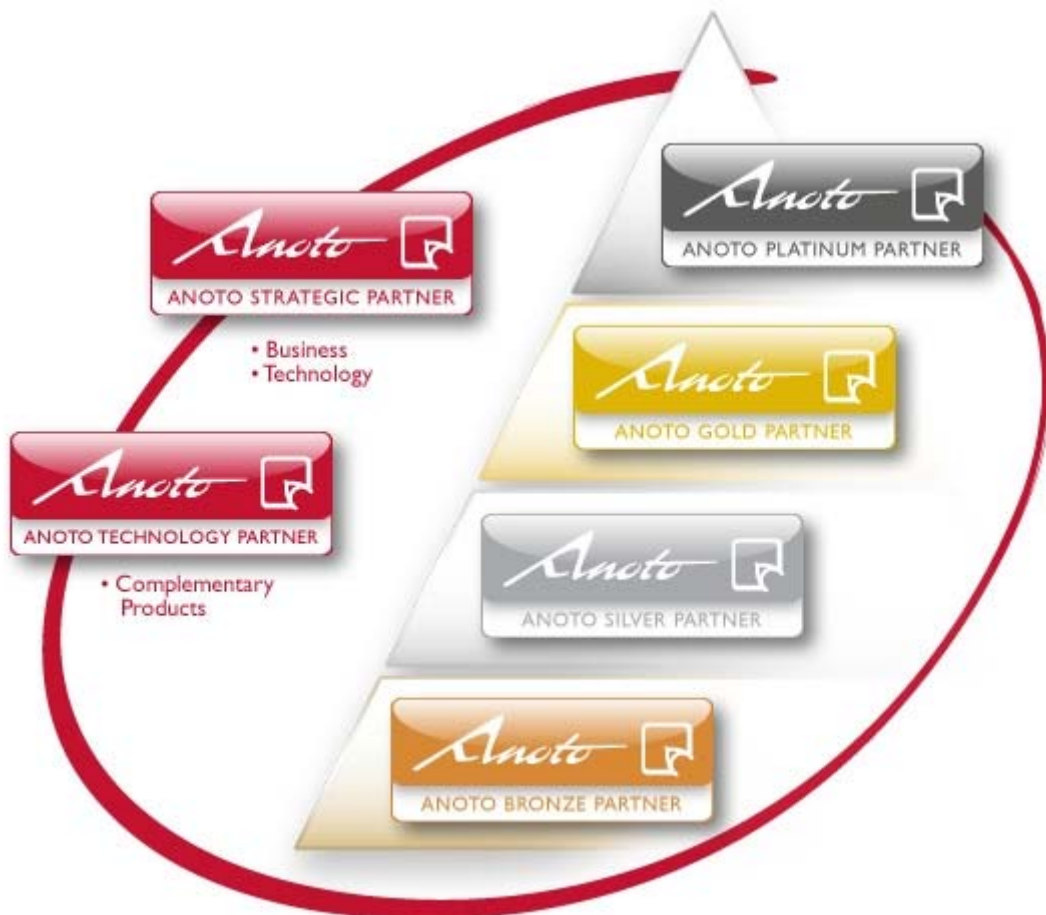 Anoto
ANOTO PLATINUM PARTNER
Anoto
ANOTO STRATEGIC PARTNER
• Business
• Technology
Anoto
ANOTO GOLD PARTNER
Anoto
ANOTO TECHNOLOGY PARTNER
• Complementary
Products
Anoto
ANOTO SILVER PARTNER
Anoto
ANOTO BRONZE PARTNER